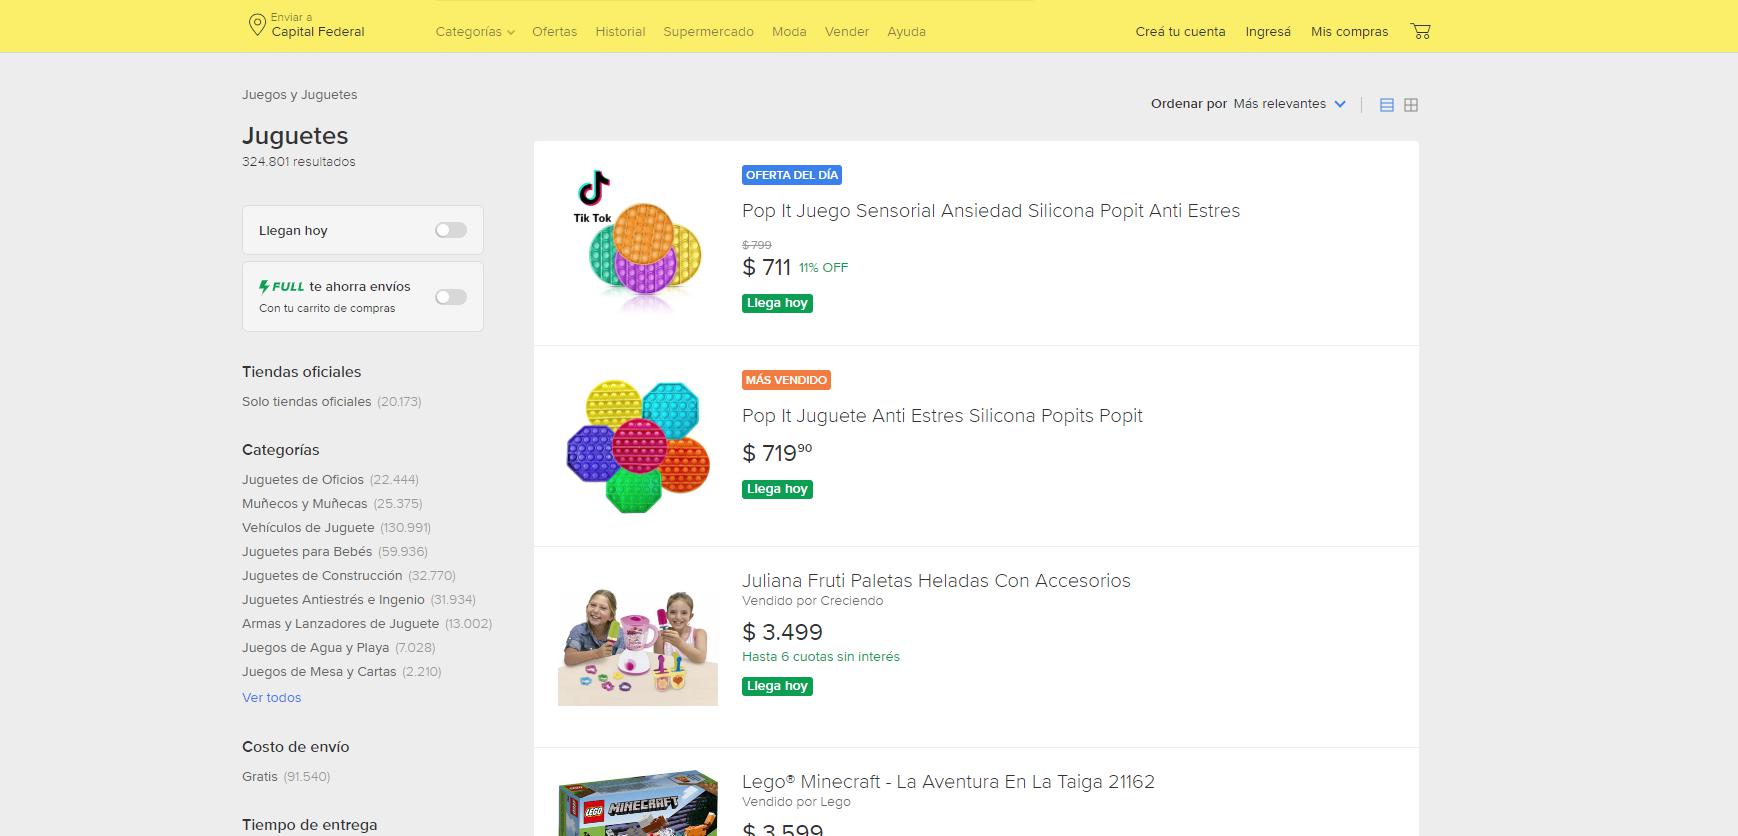 Enviar a
Capital Federal
Categorías
Ofertas
Historial
Supermercado
Moda
Vender
Ayuda
Creá tu cuenta
Ingresá
Mis compras
Juegos y Juguetes
Juguetes
324.801 resultados
Llegan hoy
FULL te ahorra envíos
Con tu carrito de compras
Tiendas oficiales
Solo tiendas oficiales (20.173)
Categorías
Juguetes de Oficios (22.444)
Muñecos y Muñecas (25.375)
Vehículos de Juguete (130.991)
Juguetes para Bebés (59.936)
Juguetes de Construcción (32.770)
Juguetes Antiestrés e Ingenio (31.934)
Armas y Lanzadores de Juguete (13.002)
Juegos de Agua y Playa (7.028)
Juegos de Mesa y Cartas (2.210)
Ver todos
Costo de envío
Gratis (91.540)
Tiempo de entrega
Ordenar por Más relevantes
Tik Tok
OFERTA DEL DÍA
Pop It Juego Sensorial Ansiedad Silicona Popit Anti Estres
$ 799
$ 711 11% OFF
Llega hoy
MÁS VENDIDO
Pop It Juguete Anti Estres Silicona Popits Popit
$ 719⁹⁰
Llega hoy
Juliana Fruti Paletas Heladas Con Accesorios
Vendido por Creciendo
$ 3.499
Hasta 6 cuotas sin interés
Llega hoy
LEGO MINECRAFT
Lego® Minecraft - La Aventura En La Taiga 21162
Vendido por Lego
$ 3.599